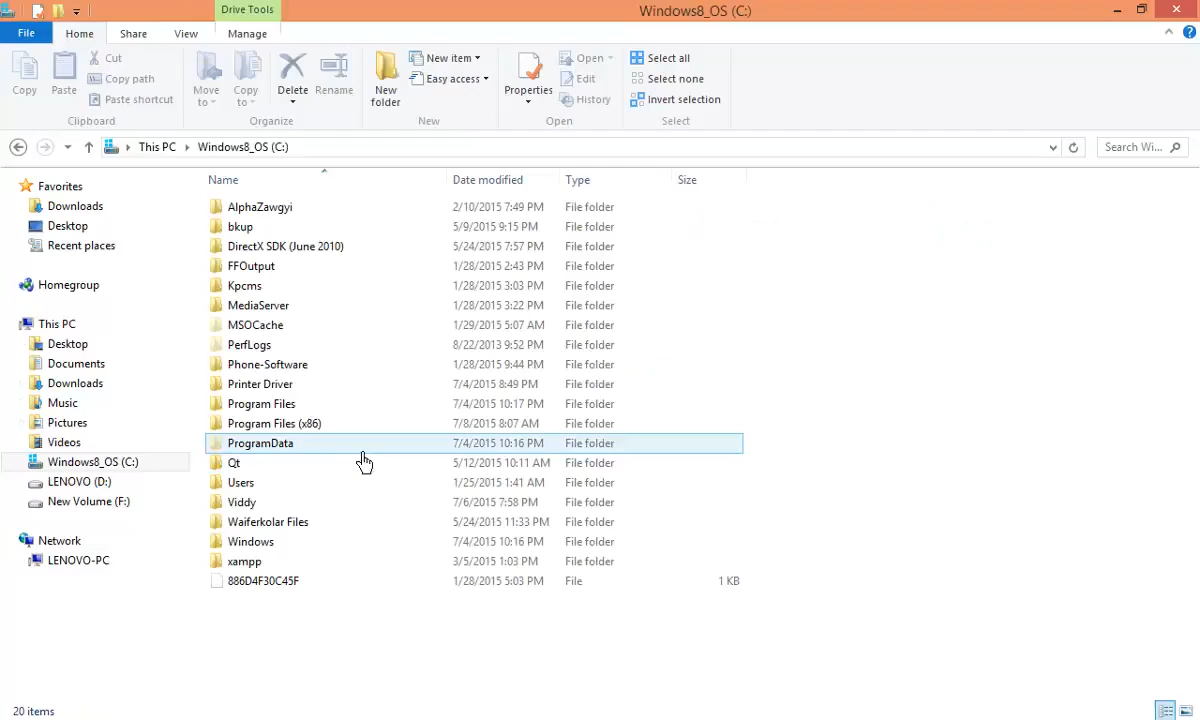 Drive Tools
Windows8_OS (C:)
File
Home
Share
View
Manage
Copy
Paste
Cut
Copy path
Paste shortcut
Clipboard
Move to
Copy to
Delete
Rename
Organize
New folder
New item
Easy access
New
Properties
Open
Edit
History
Open
Select all
Select none
Invert selection
Select
This PC
Windows8_OS (C:)
Search Wi...
Favorites
Downloads
Desktop
Recent places
Homegroup
This PC
Desktop
Documents
Downloads
Music
Pictures
Videos
Windows8_OS (C:)
LENOVO (D:)
New Volume (F:)
Network
LENOVO-PC
Name Date modified Type Size
AlphaZawgyi 2/10/2015 7:49 PM File folder
bkup 5/9/2015 9:15 PM File folder
DirectX SDK (June 2010) 5/24/2015 7:57 PM File folder
FFOutput 1/28/2015 2:43 PM File folder
Kpcms 1/28/2015 3:03 PM File folder
MediaServer 1/28/2015 3:22 PM File folder
MSOCache 1/29/2015 5:07 AM File folder
PerfLogs 8/22/2013 9:52 PM File folder
Phone-Software 1/28/2015 9:44 PM File folder
Printer Driver 7/4/2015 8:49 PM File folder
Program Files 7/4/2015 10:17 PM File folder
Program Files (x86) 7/8/2015 8:07 AM File folder
ProgramData 7/4/2015 10:16 PM File folder
Qt 5/12/2015 10:11 AM File folder
Users 1/25/2015 1:41 AM File folder
Viddy 7/6/2015 7:58 PM File folder
Waiferkolar Files 5/24/2015 11:33 PM File folder
Windows 7/4/2015 10:16 PM File folder
xampp 3/5/2015 1:03 PM File folder
886D4F30C45F 1/28/2015 5:03 PM File 1 KB
20 items